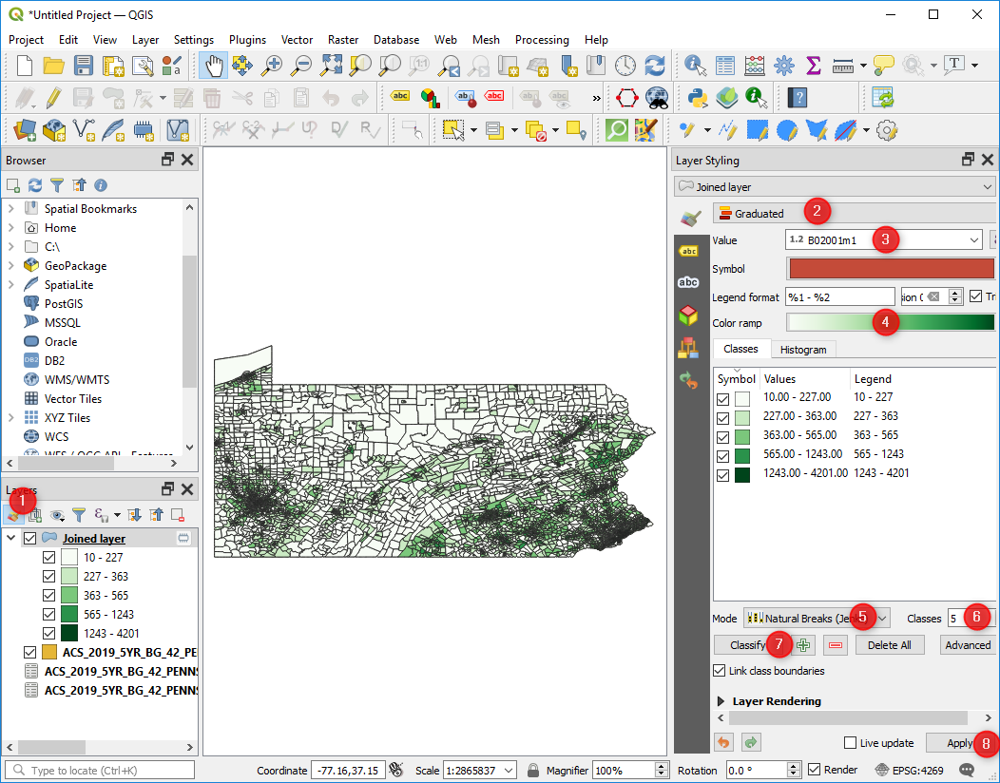 *Untitled Project — QGIS
Project Edit View Layer Settings Plugins Vector Raster Database Web Mesh Processing Help
Browser
Spatial Bookmarks
Home
C:\
GeoPackage
SpatiaLite
PostGIS
MSSQL
Oracle
DB2 DB2
WMS/WMTS
Vector Tiles
XYZ Tiles
WCS
Layers
1
Joined layer
10 - 227
227 - 363
363 - 565
565 - 1243
1243 - 4201
ACS_2019_5YR_BG_42_PE
ACS_2019_5YR_BG_42_PENNS
ACS_2019_5YR_BG_42_PENNS
Layer Styling
Joined layer
Graduated 2
Value 1.2 B02001m1 3
Symbol
Legend format %1 - %2 sion 0 Tr
Color ramp 4
Classes Histogram
Symbol Values Legend
10.00 - 227.00 10 - 227
227.00 - 363.00 227 - 363
363.00 - 565.00 363 - 565
565.00 - 1243.00 565 - 1243
1243.00 - 4201.00 1243 - 4201
Mode Natural Breaks (Jenk 5 Classes 5 6
Classify 7 Delete All Advanced
Link class boundaries
Layer Rendering
Live update Apply 8
Type to locate (Ctrl+K) Coordinate -77.16,37.15 Scale 1:2865837 Magnifier 100% Rotation 0.0 ° Render EPSG:4269